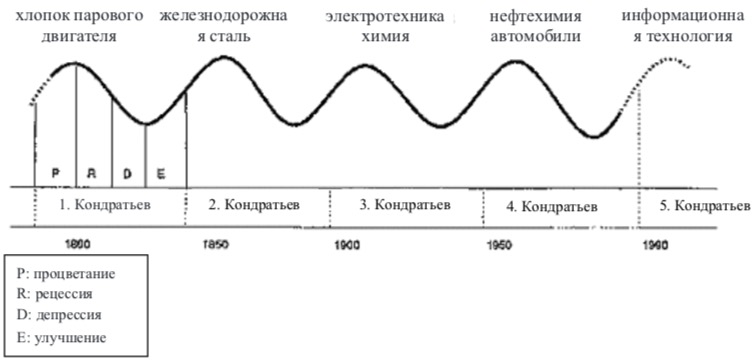 хлопок парового
двигателя
железнодорожна
я сталь
электротехника
химия
нефтехимия
автомобили
информационна
я технология
P R D E
1. Кондратьев
2. Кондратьев
3. Кондратьев
4. Кондратьев
5. Кондратьев
1800 1850 1900 1950 1990
P: процветание
R: рецессия
D: депрессия
E: улучшение